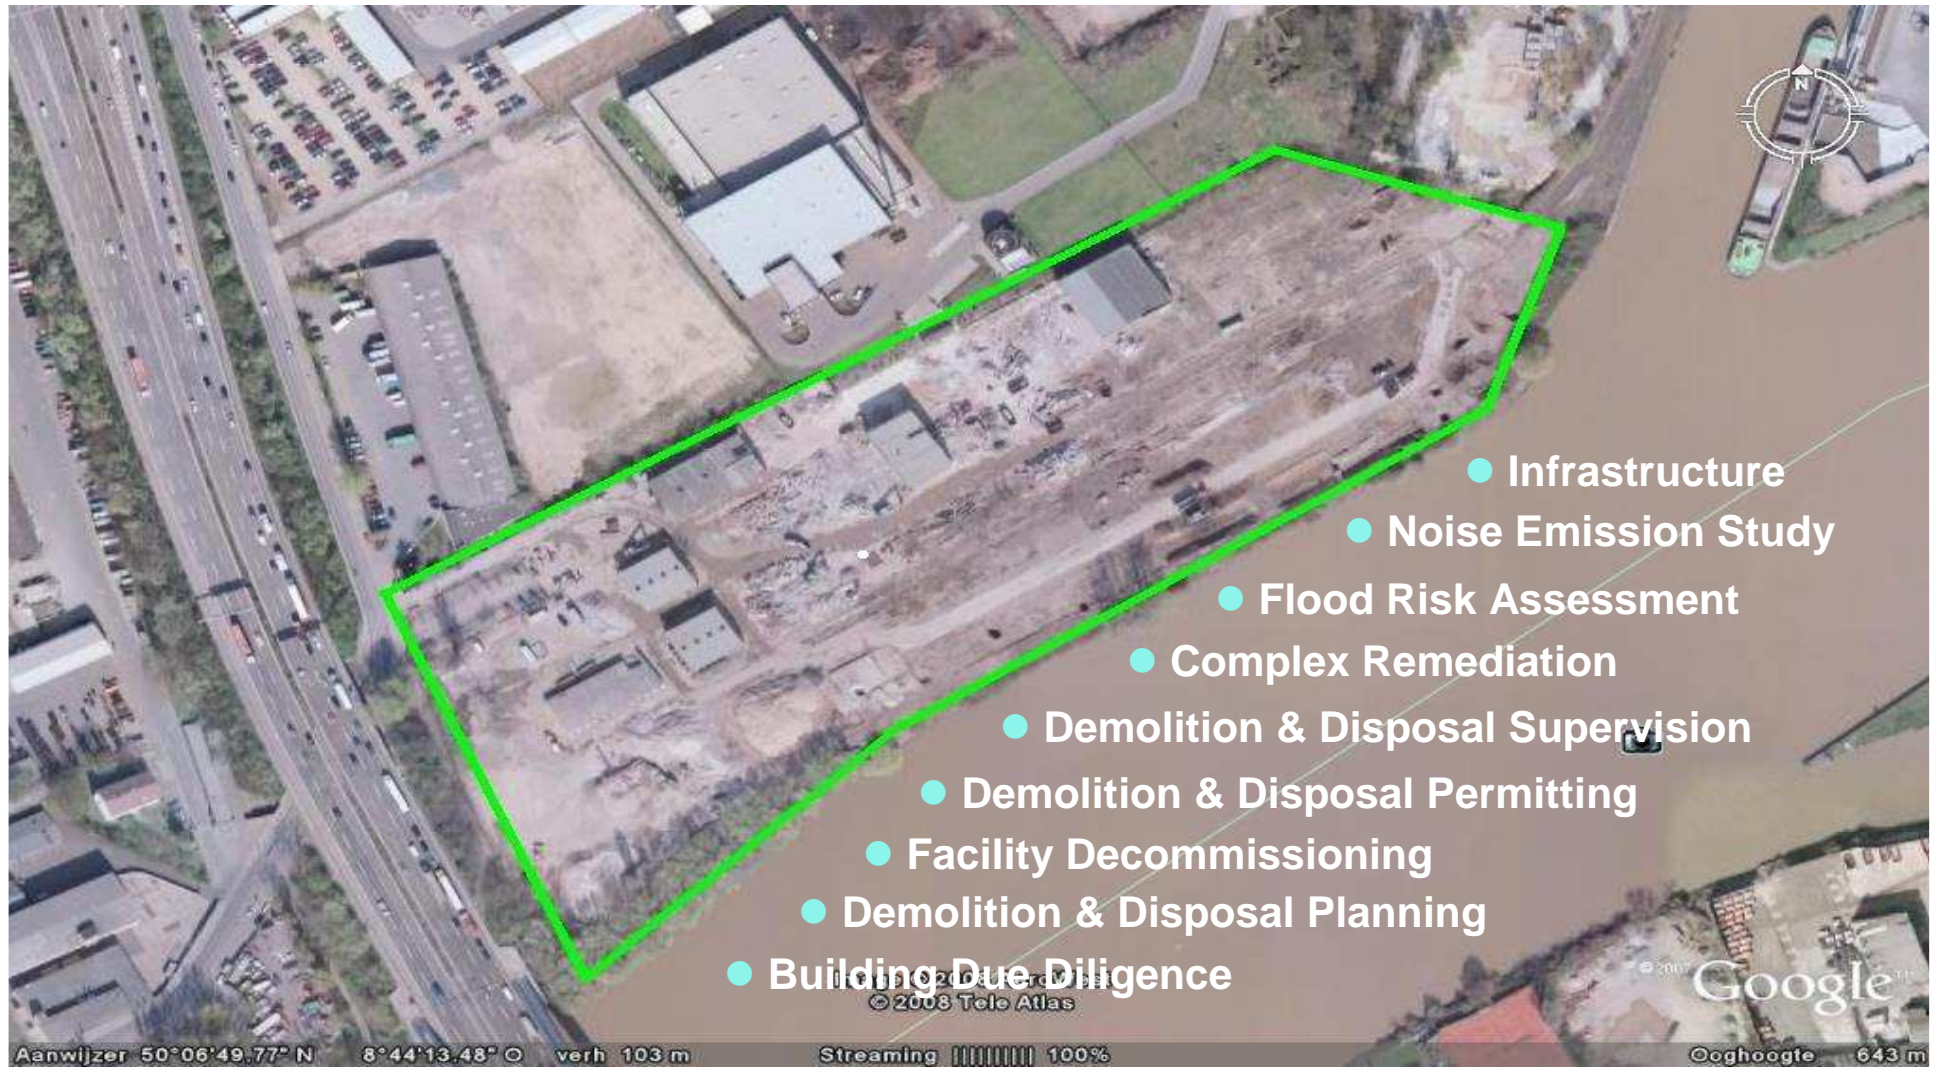 N
Infrastructure
Noise Emission Study
Flood Risk Assessment
Complex Remediation
Demolition & Disposal Supervision
Demolition & Disposal Permitting
Facility Decommissioning
Demolition & Disposal Planning
Building Due Diligence
© 2008 Tele Atlas
©2007 Google™
Aanwijzer 50°06'49,77" N 8°44'13,48" O verh 103 m Streaming |||||||||| 100% Ooghoogte 643 m